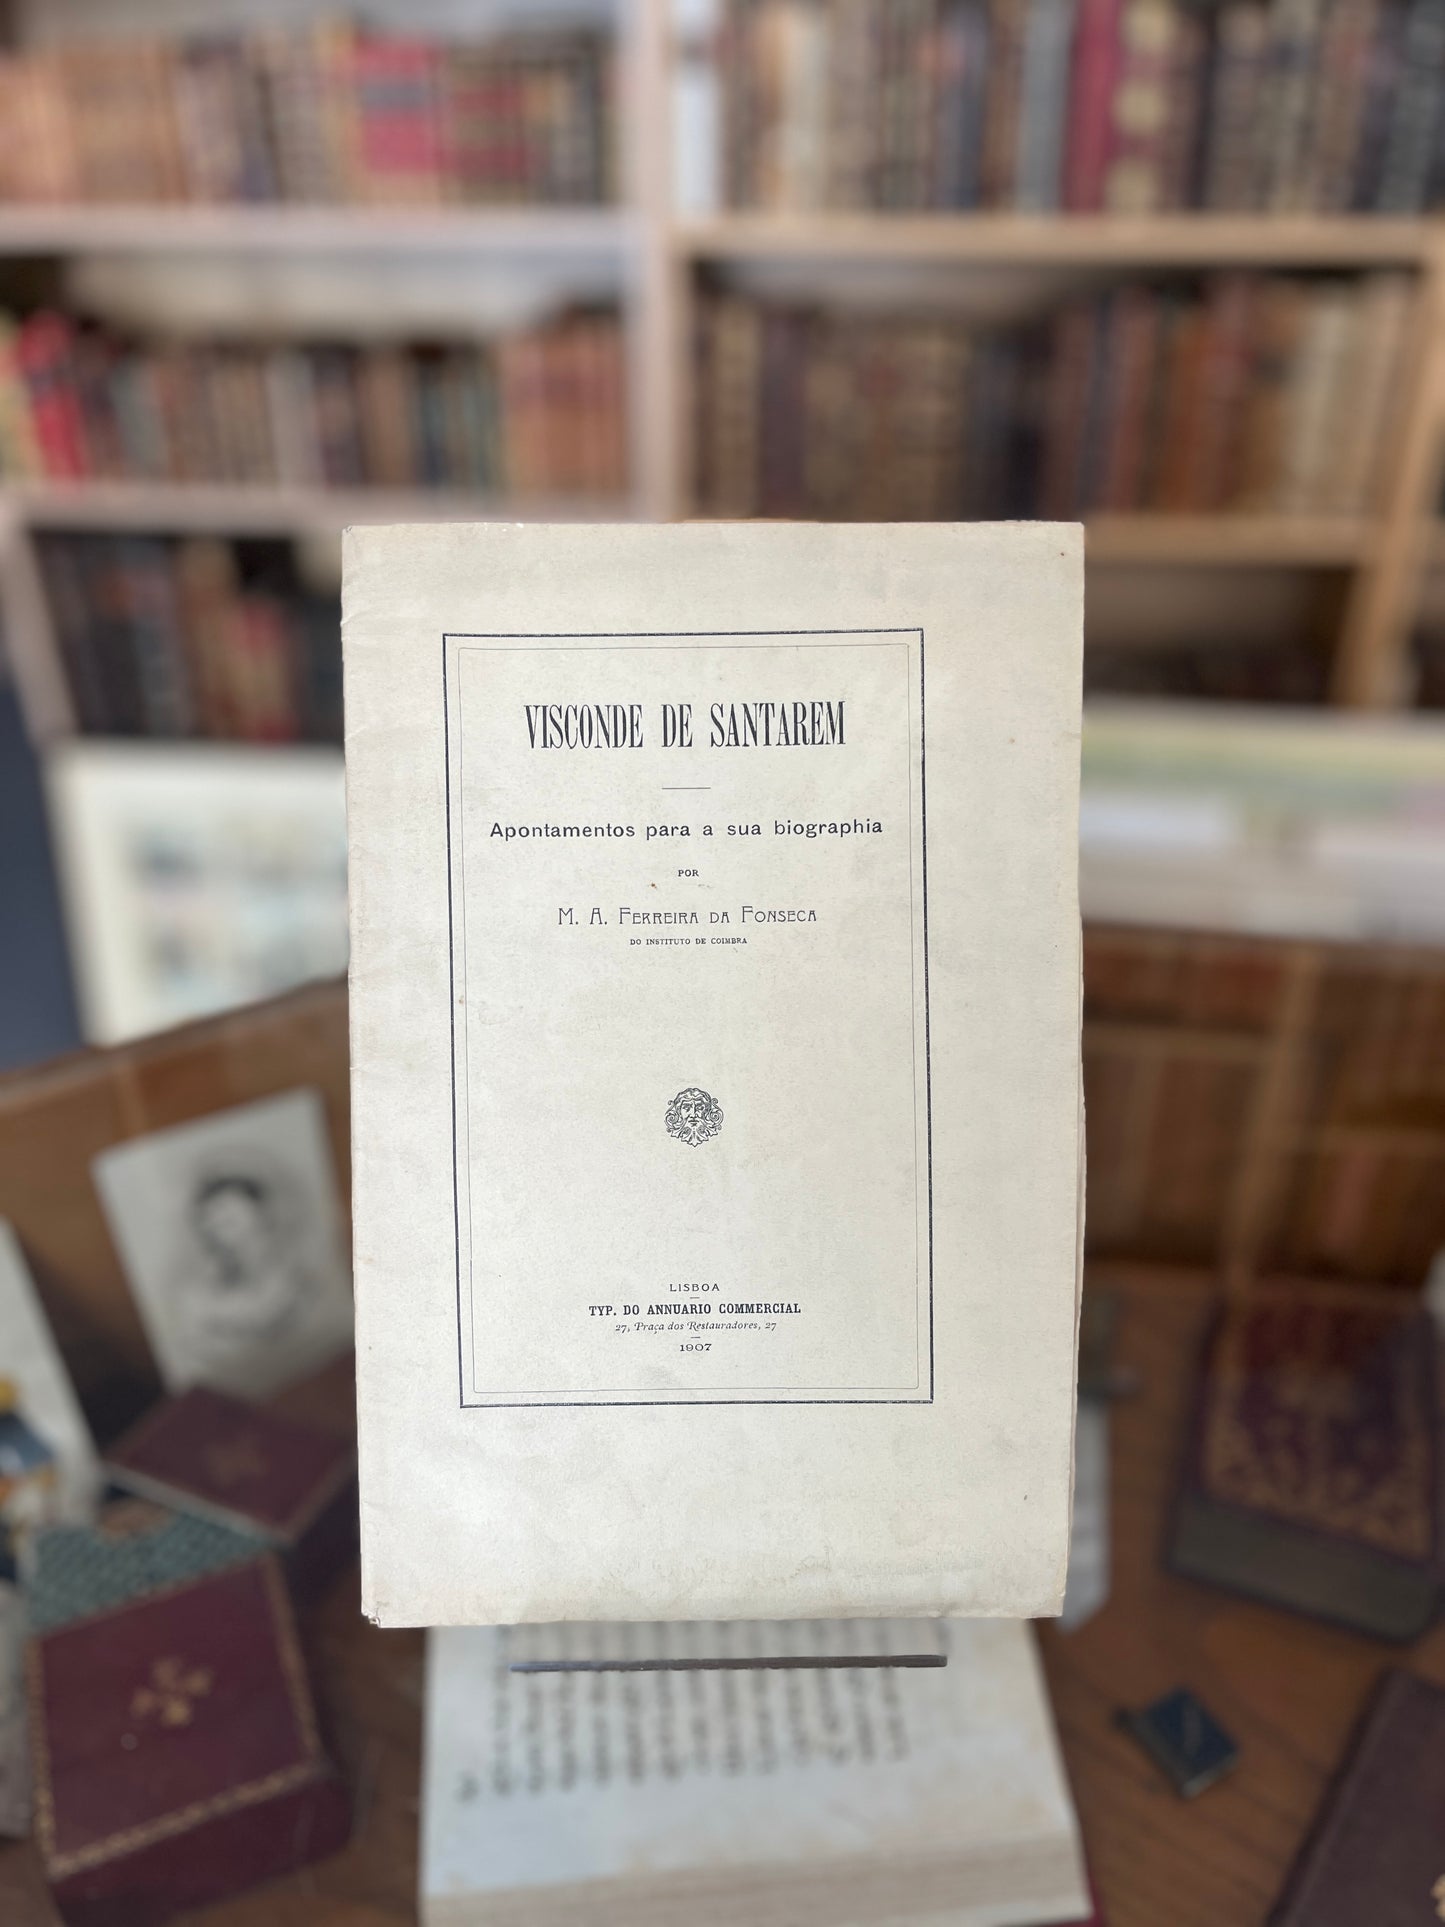 VISCONDE DE SANTAREM
Apontamentos para a sua biographia
POR
M. A. FERREIRA DA FONSECA
DO INSTITUTO DE COIMBRA
LISBOA
TYP. DO ANNUARIO COMMERCIAL
27, Praça dos Restauradores, 27
1907